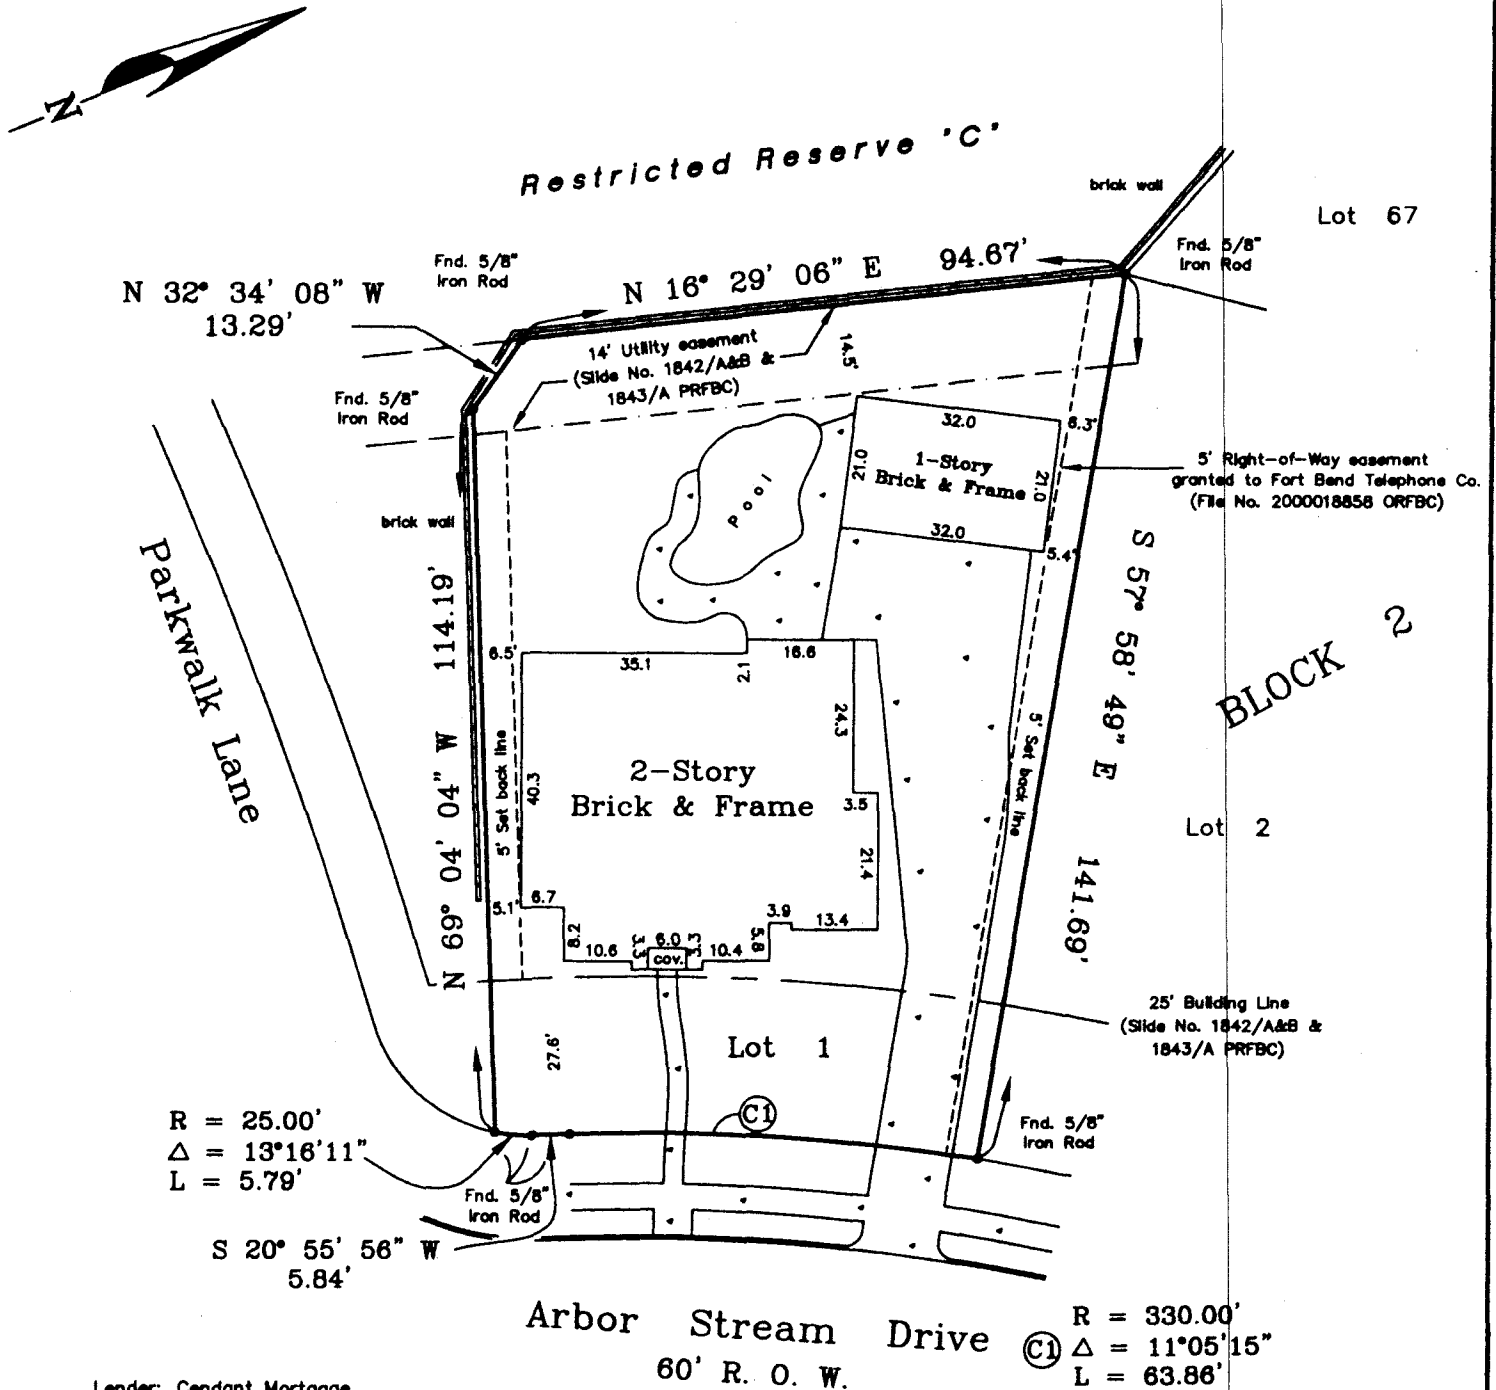 N
Restricted Reserve "C"
brick wall
Lot 67
Fnd. 5/8"
Iron Rod
N 16° 29' 06" E 94.67'
Fnd. 5/8"
Iron Rod
N 32° 34' 08" W
13.29'
14' Utility easement
(Slide No. 1842/A&B &
1843/A PRFBC)
14.5'
Fnd. 5/8"
Iron Rod
32.0
6.3'
1-Story
Brick & Frame
21.0
21.0
32.0
5.4'
Pool
5' Right-of-Way easement
granted to Fort Bend Telephone Co.
(File No. 2000018858 ORFBC)
brick wall
Parkwalk Lane
N 69° 04' 04" W 114.19'
S 57° 58' 49" E 141.69'
BLOCK 2
6.5'
35.1
2.1
16.6
24.3
5' Set back line
5' Set back line
2-Story
Brick & Frame
40.3
3.5
21.4
Lot 2
5.1'
6.7
8.2
10.6
3.3
6.0
3.3
cov.
10.4
5.8
3.9
13.4
25' Building Line
(Slide No. 1842/A&B &
1843/A PRFBC)
27.6'
Lot 1
C1
R = 25.00'
Δ = 13°16'11"
L = 5.79'
Fnd. 5/8"
Iron Rod
Fnd. 5/8"
Iron Rod
S 20° 55' 56" W
5.84'
Arbor Stream Drive
60' R. O. W.
C1
R = 330.00'
Δ = 11°05'15"
L = 63.86'
Lender: Cendant Mortgage